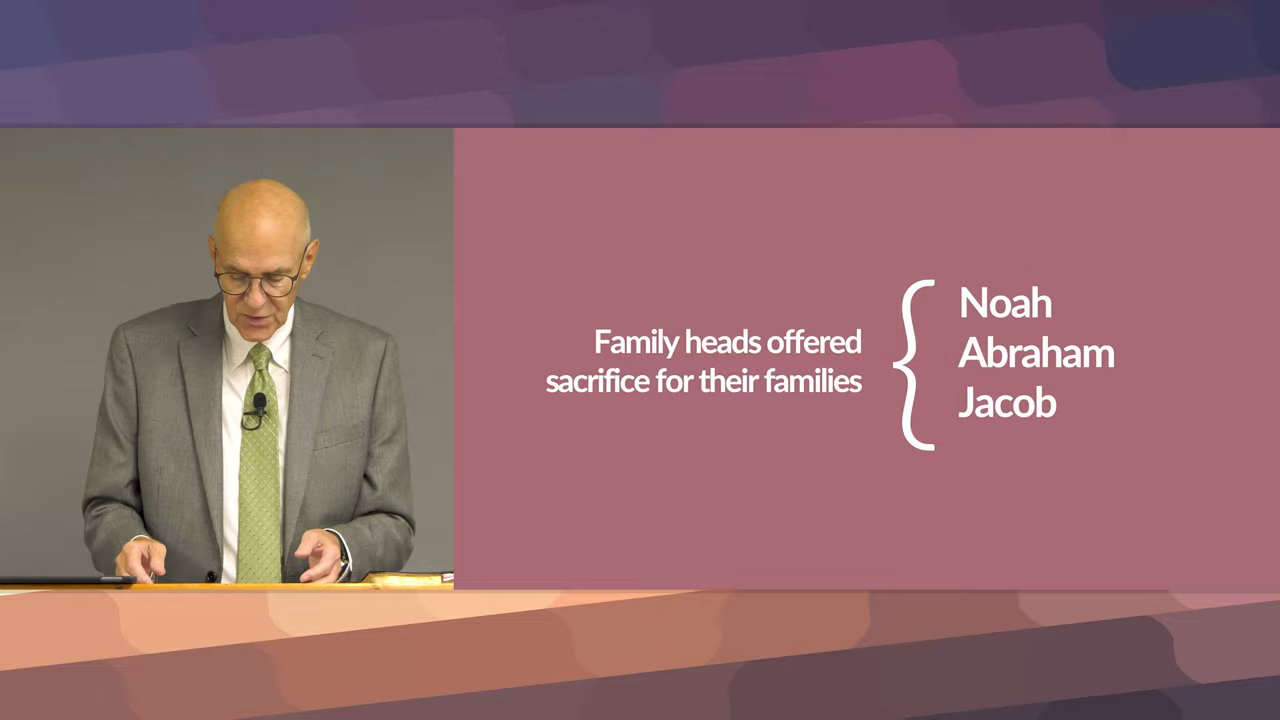 Family heads offered
sacrifice for their families
Noah
Abraham
Jacob